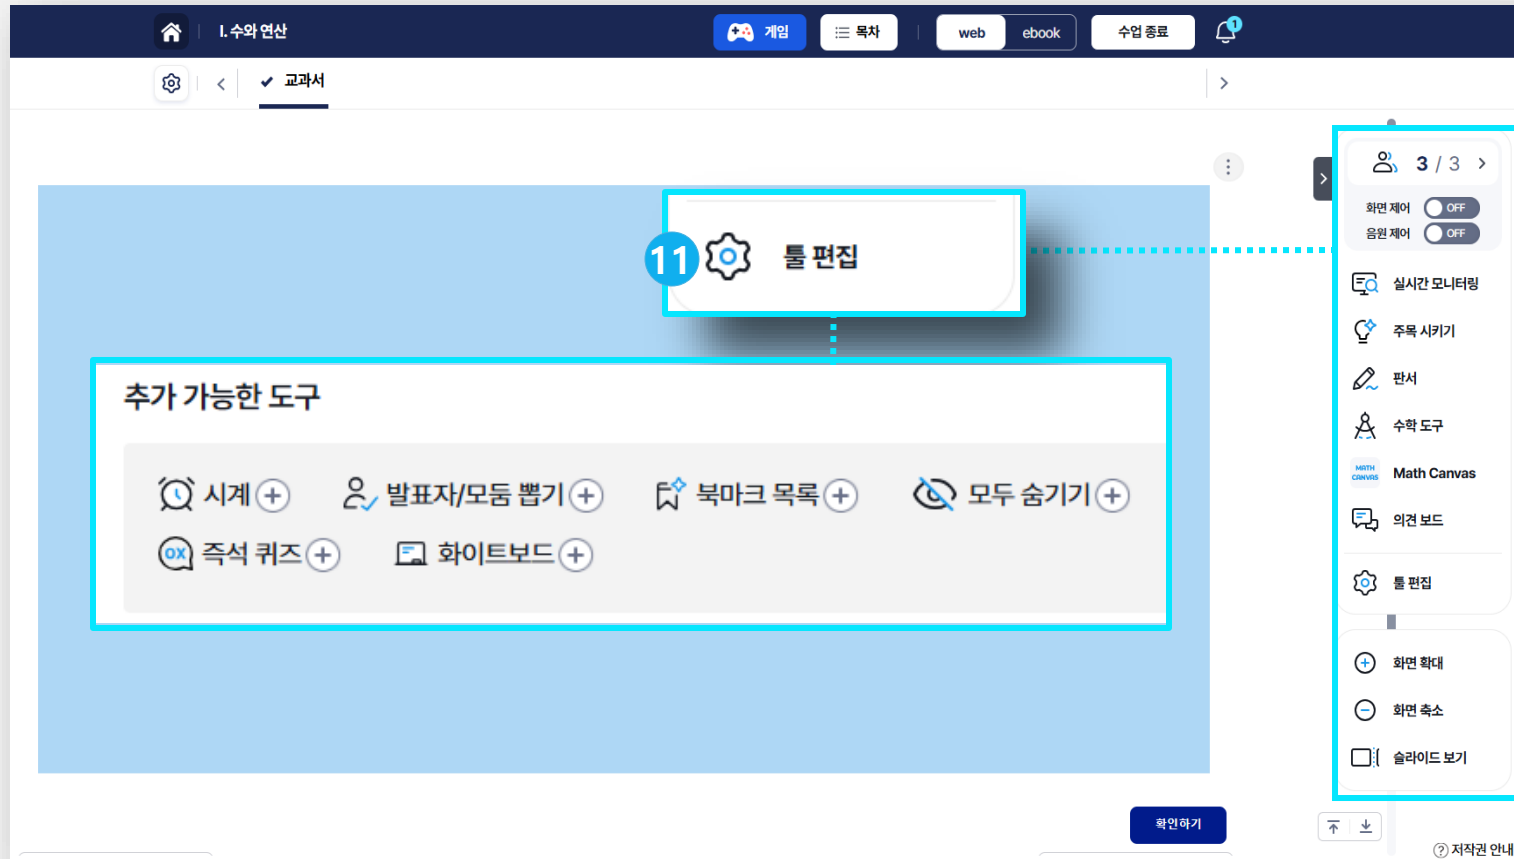 I. 수와 연산
게임
목차
web
ebook
수업 종료
1
교과서
3 / 3
화면 제어 OFF
음원 제어 OFF
실시간 모니터링
주목 시키기
판서
수학 도구
MATH CANVAS Math Canvas
의견 보드
툴 편집
화면 확대
화면 축소
슬라이드 보기
11 툴 편집
추가 가능한 도구
시계 발표자/모둠 뽑기 북마크 목록 모두 숨기기
OX 즉석 퀴즈 화이트보드
확인하기
? 저작권 안내